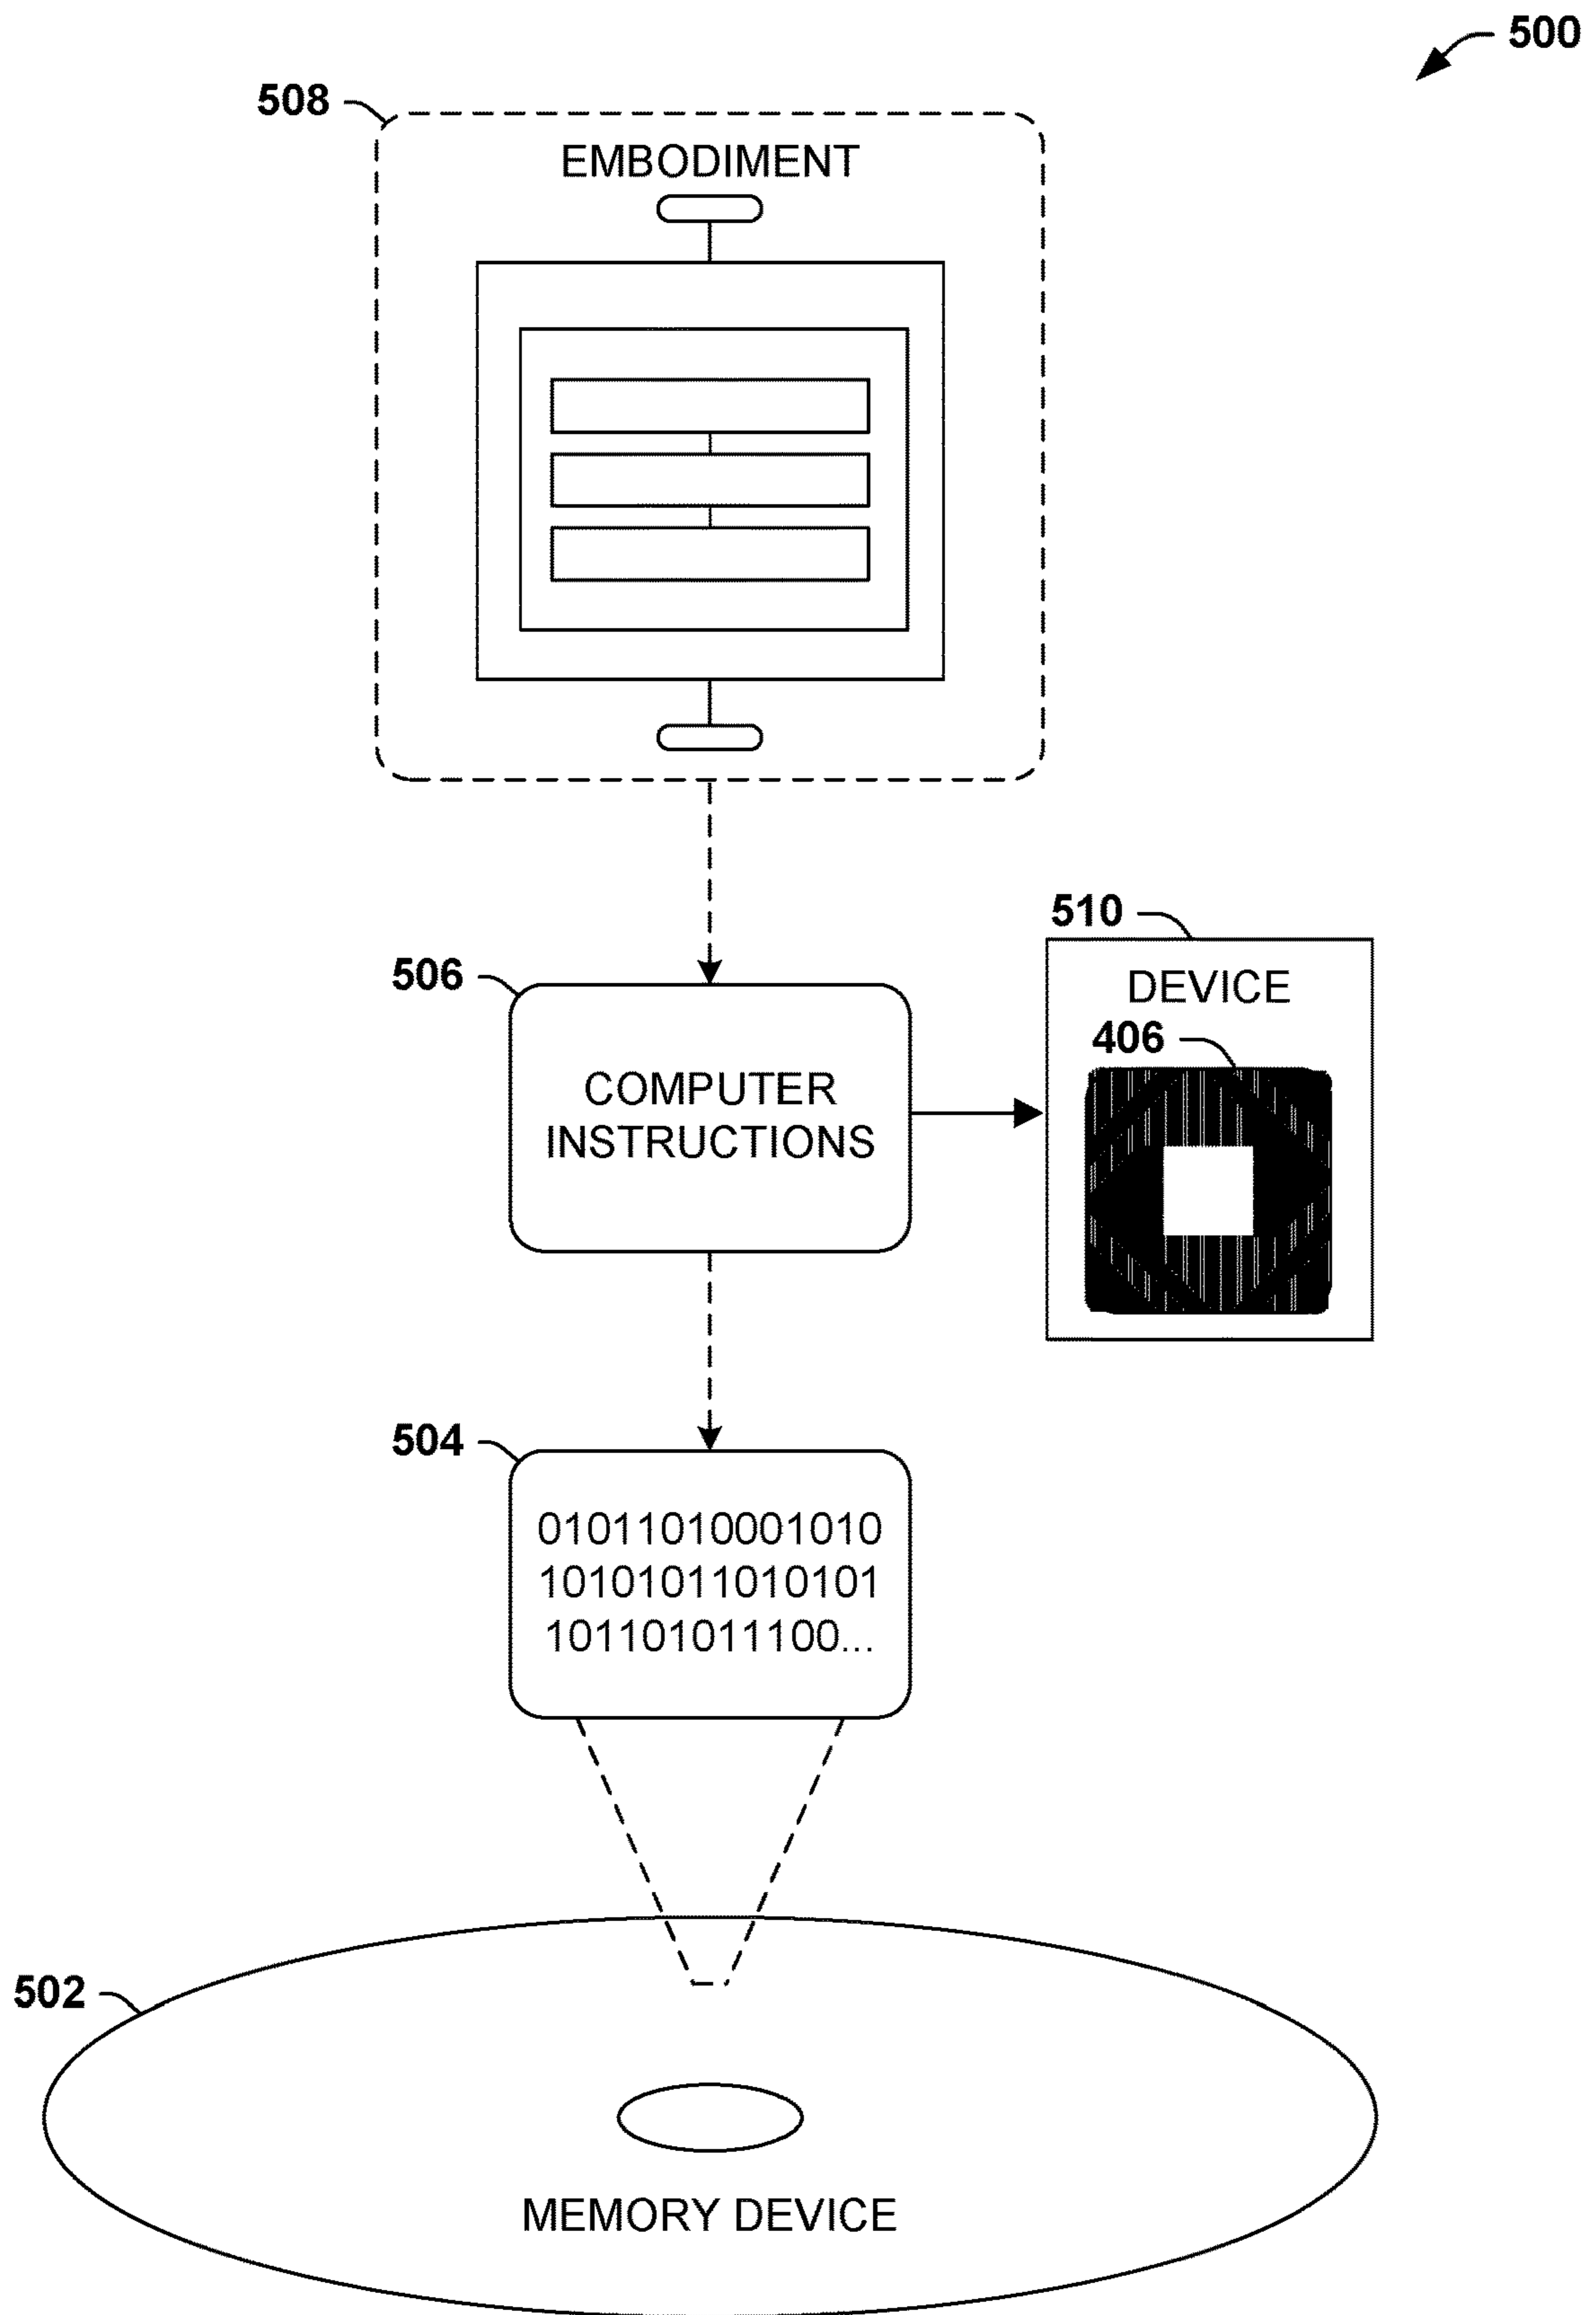 500
508
EMBODIMENT
510
506
DEVICE
406
COMPUTER
INSTRUCTIONS
504
01011010001010
10101011010101
101101011100...
502
MEMORY DEVICE